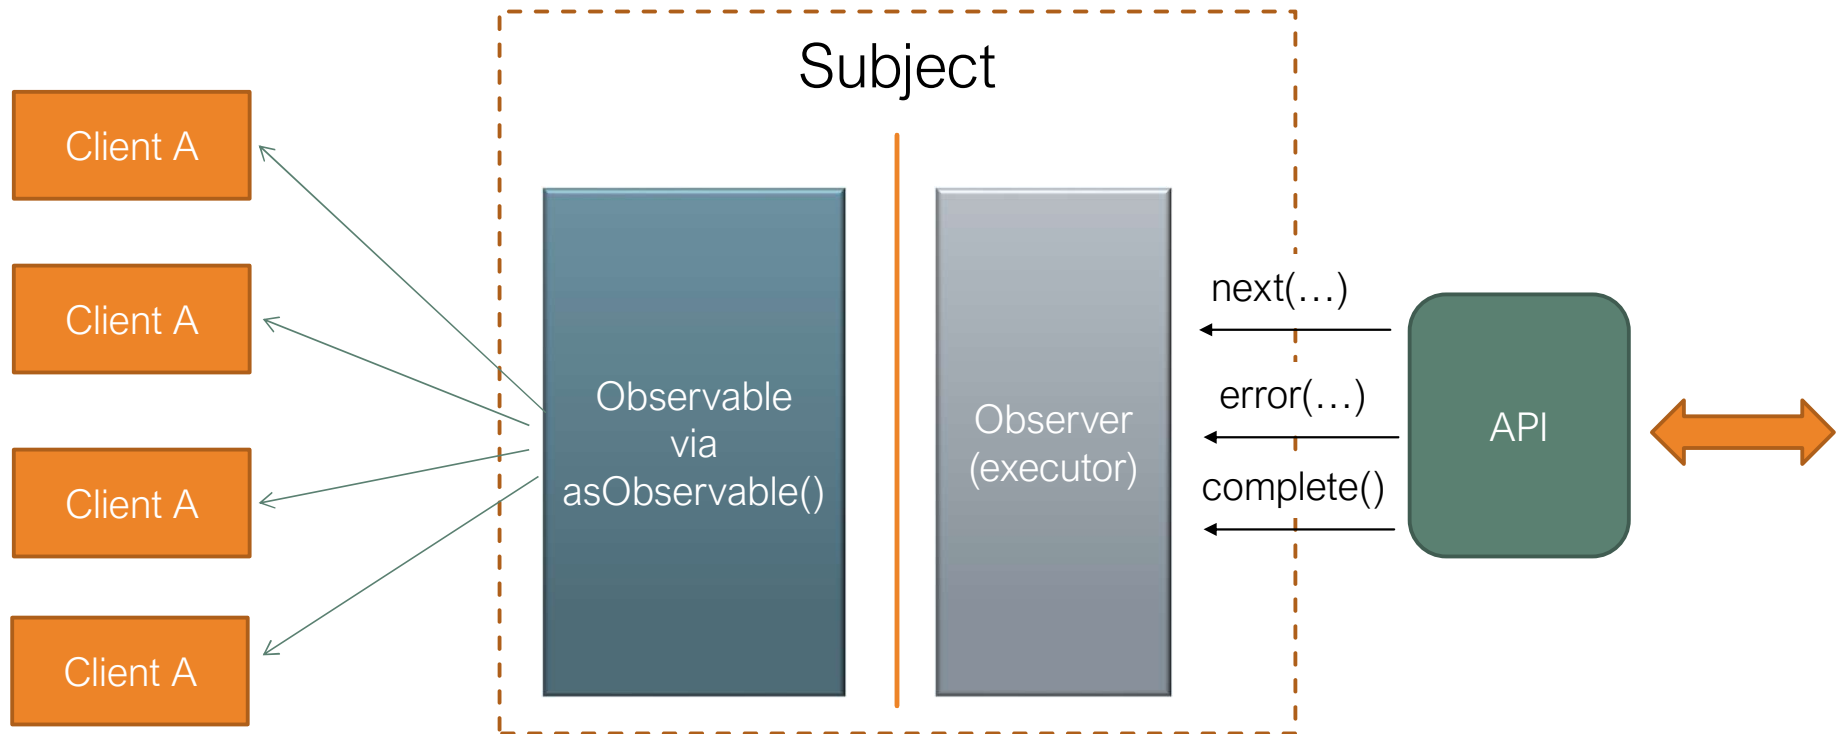 Subject
Client A
Client A
Client A
Client A
Observable
via
asObservable()
Observer
(executor)
next(…)
error(…)
complete()
API